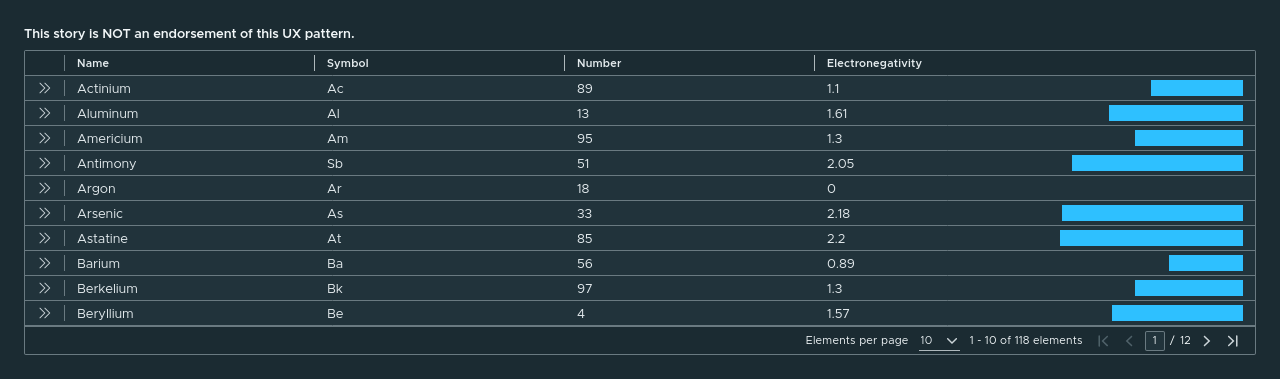 This story is NOT an endorsement of this UX pattern.
Name Symbol Number Electronegativity
Actinium Ac 89 1.1
Aluminum Al 13 1.61
Americium Am 95 1.3
Antimony Sb 51 2.05
Argon Ar 18 0
Arsenic As 33 2.18
Astatine At 85 2.2
Barium Ba 56 0.89
Berkelium Bk 97 1.3
Beryllium Be 4 1.57
Elements per page 10 1 - 10 of 118 elements 1 / 12